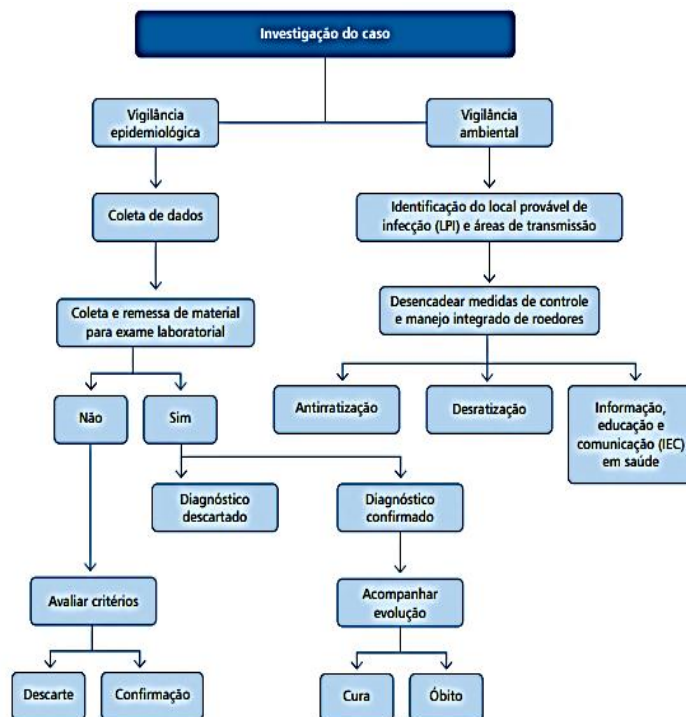 Investigação do caso
Vigilância
epidemiológica
Vigilância
ambiental
Coleta de dados
Identificação do local provável de
infecção (LPI) e áreas de transmissão
Coleta e remessa de material
para exame laboratorial
Desencadear medidas de controle
e manejo integrado de roedores
Não
Sim
Antirratização
Desratização
Informação,
educação e
comunicação (IEC)
em saúde
Diagnóstico
descartado
Diagnóstico
confirmado
Avaliar critérios
Acompanhar
evolução
Descarte
Confirmação
Cura
Óbito